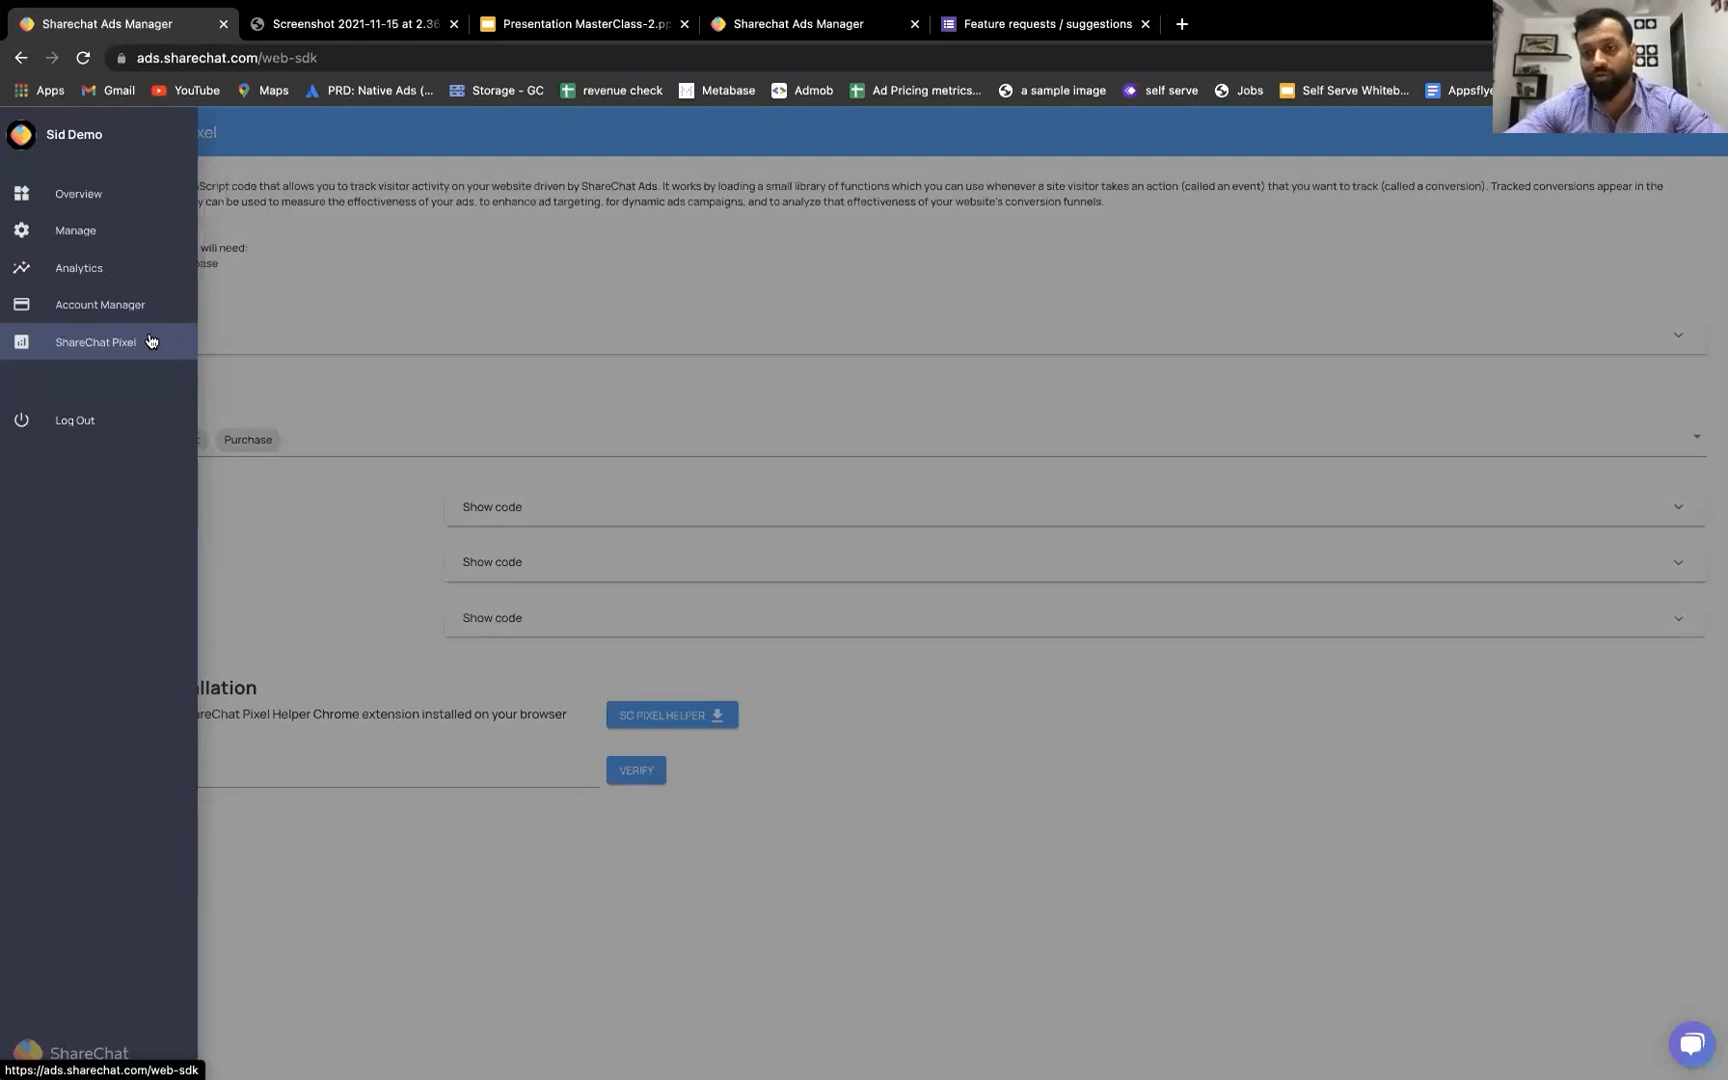 Sharechat Ads Manager
Screenshot 2021-11-15 at 2.36
Presentation MasterClass-2.pp
Sharechat Ads Manager
Feature requests / suggestions
ads.sharechat.com/web-sdk
Apps
Gmail
YouTube
Maps
PRD: Native Ads (...
Storage - GC
revenue check
Metabase
Admob
Ad Pricing metrics...
a sample image
self serve
Jobs
Self Serve Whiteb...
Appsflye
Sid Demo
xel
Overview
Script code that allows you to track visitor activity on your website driven by ShareChat Ads. It works by loading a small library of functions which you can use whenever a site visitor takes an action (called an event) that you want to track (called a conversion). Tracked conversions appear in the
y can be used to measure the effectiveness of your ads, to enhance ad targeting, for dynamic ads campaigns, and to analyze that effectiveness of your website's conversion funnels.
Manage
will need:
base
Analytics
Account Manager
ShareChat Pixel
Log Out
Purchase
Show code
Show code
Show code
allation
areChat Pixel Helper Chrome extension installed on your browser
SC PIXEL HELPER
VERIFY
ShareChat
https://ads.sharechat.com/web-sdk